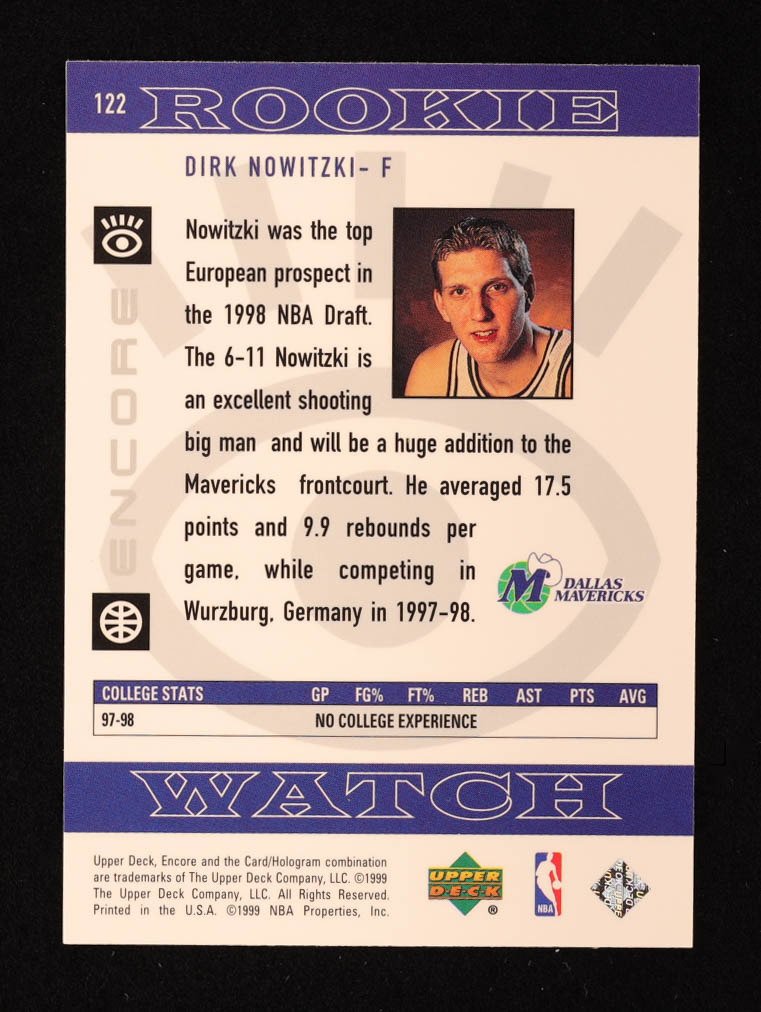 122 ROOKIE
DIRK NOWITZKI- F
Nowitzki was the top
European prospect in
the 1998 NBA Draft.
The 6-11 Nowitzki is
an excellent shooting
big man and will be a huge addition to the
Mavericks frontcourt. He averaged 17.5
points and 9.9 rebounds per
game, while competing in
Wurzburg, Germany in 1997-98.
ENCORE
M DALLAS
MAVERICKS
COLLEGE STATS GP FG% FT% REB AST PTS AVG
97-98 NO COLLEGE EXPERIENCE
WATCH
Upper Deck, Encore and the Card/Hologram combination
are trademarks of The Upper Deck Company, LLC. ©1999
The Upper Deck Company, LLC. All Rights Reserved.
Printed in the U.S.A. ©1999 NBA Properties, Inc.
UPPER
DECK
®
NBA